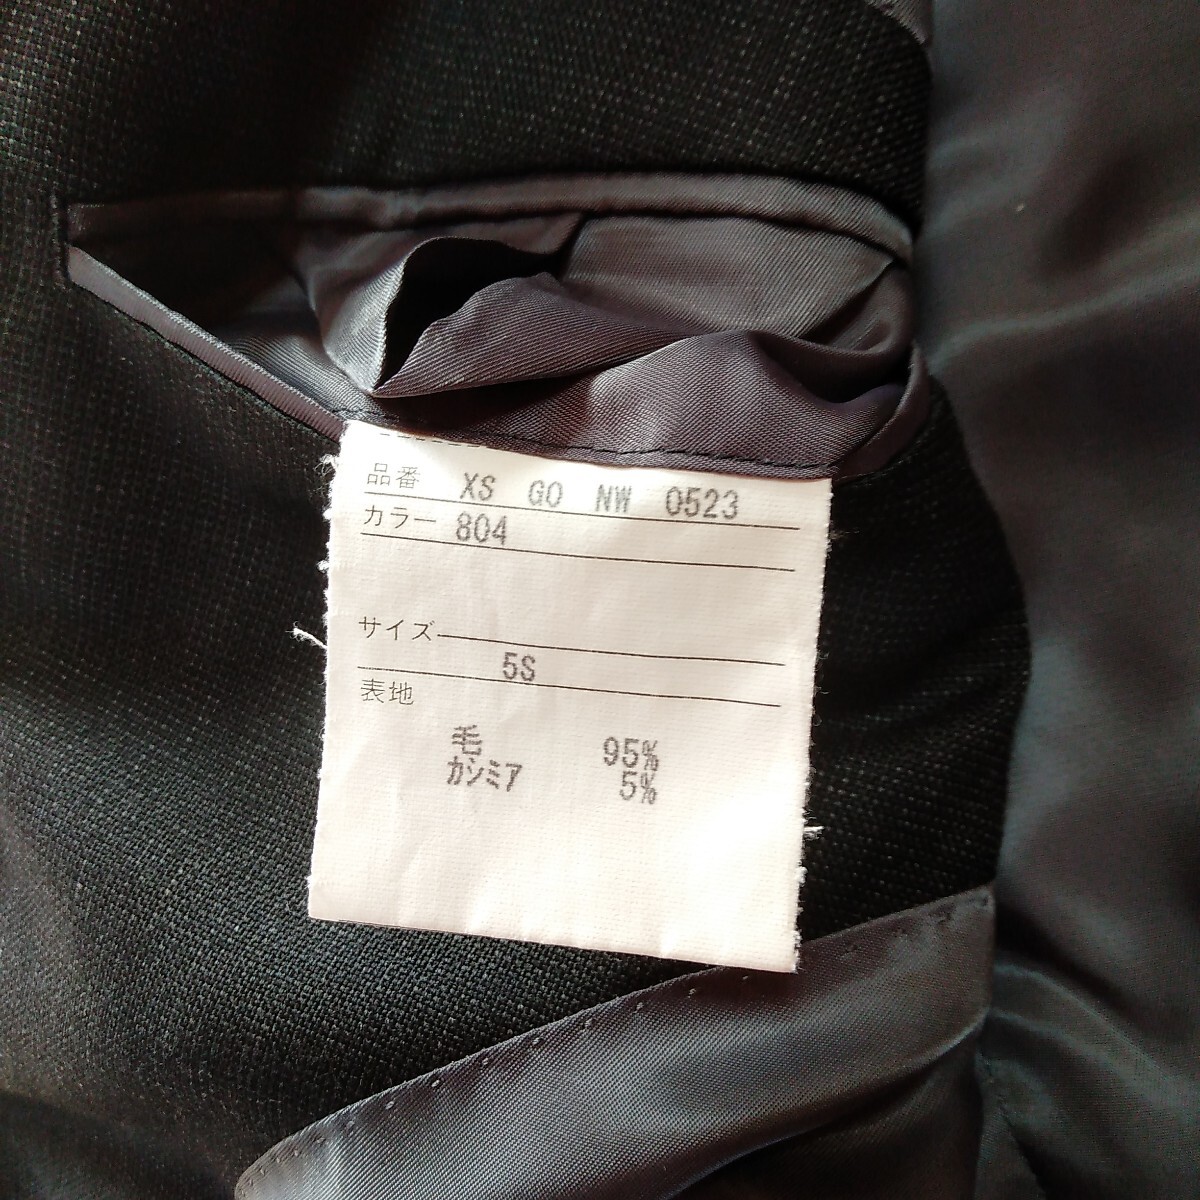 品番 XS GO NW 0523
カラー 804
サイズ
5S
表地
毛 95%
カシミア 5%